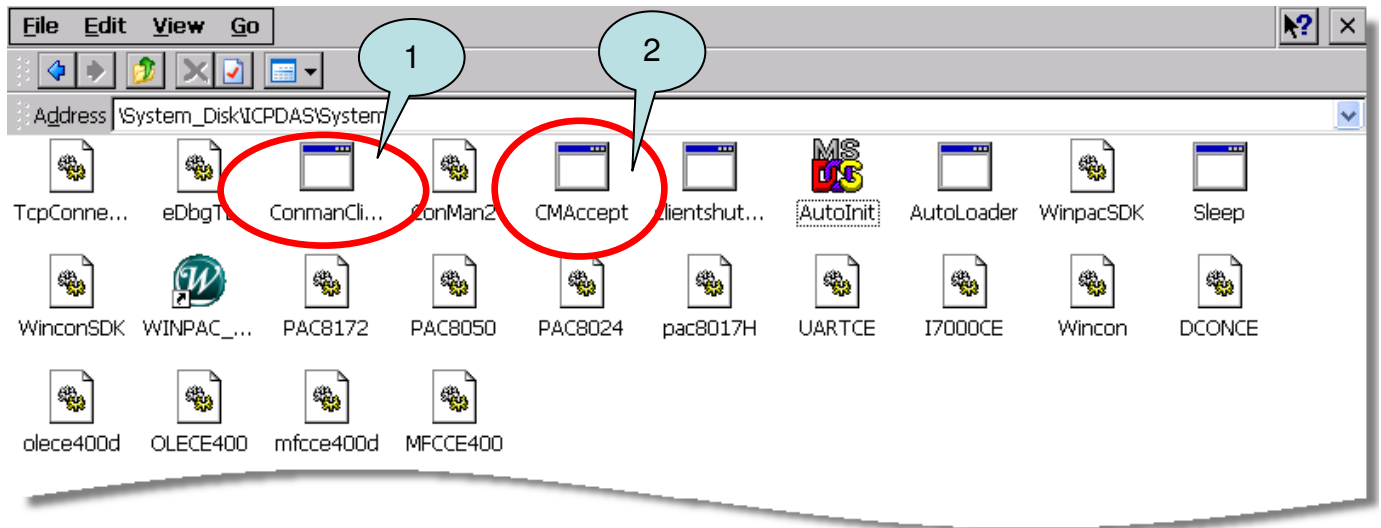 File Edit View Go
1
2
Address \System_Disk\ICPDAS\System
TcpConne... ConmanCli... ConMan2 CMAccept clientshut... AutoInit AutoLoader WinpacSDK Sleep
WinconSDK WINPAC_... PAC8172 PAC8050 PAC8024 pac8017H UARTCE I7000CE Wincon DCONCE
olece400d OLECE400 mfcce400d MFCCE400